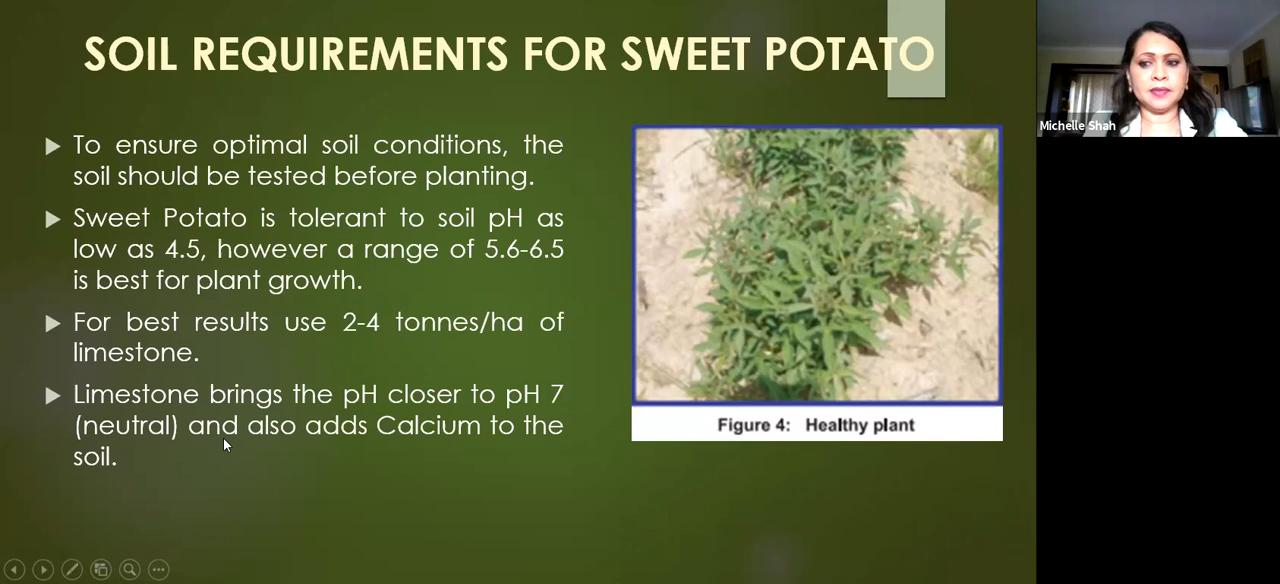 SOIL REQUIREMENTS FOR SWEET POTATO
To ensure optimal soil conditions, the
soil should be tested before planting.
Sweet Potato is tolerant to soil pH as
low as 4.5, however a range of 5.6-6.5
is best for plant growth.
For best results use 2-4 tonnes/ha of
limestone.
Limestone brings the pH closer to pH 7
(neutral) and also adds Calcium to the
soil.
Figure 4: Healthy plant
Michelle Shah